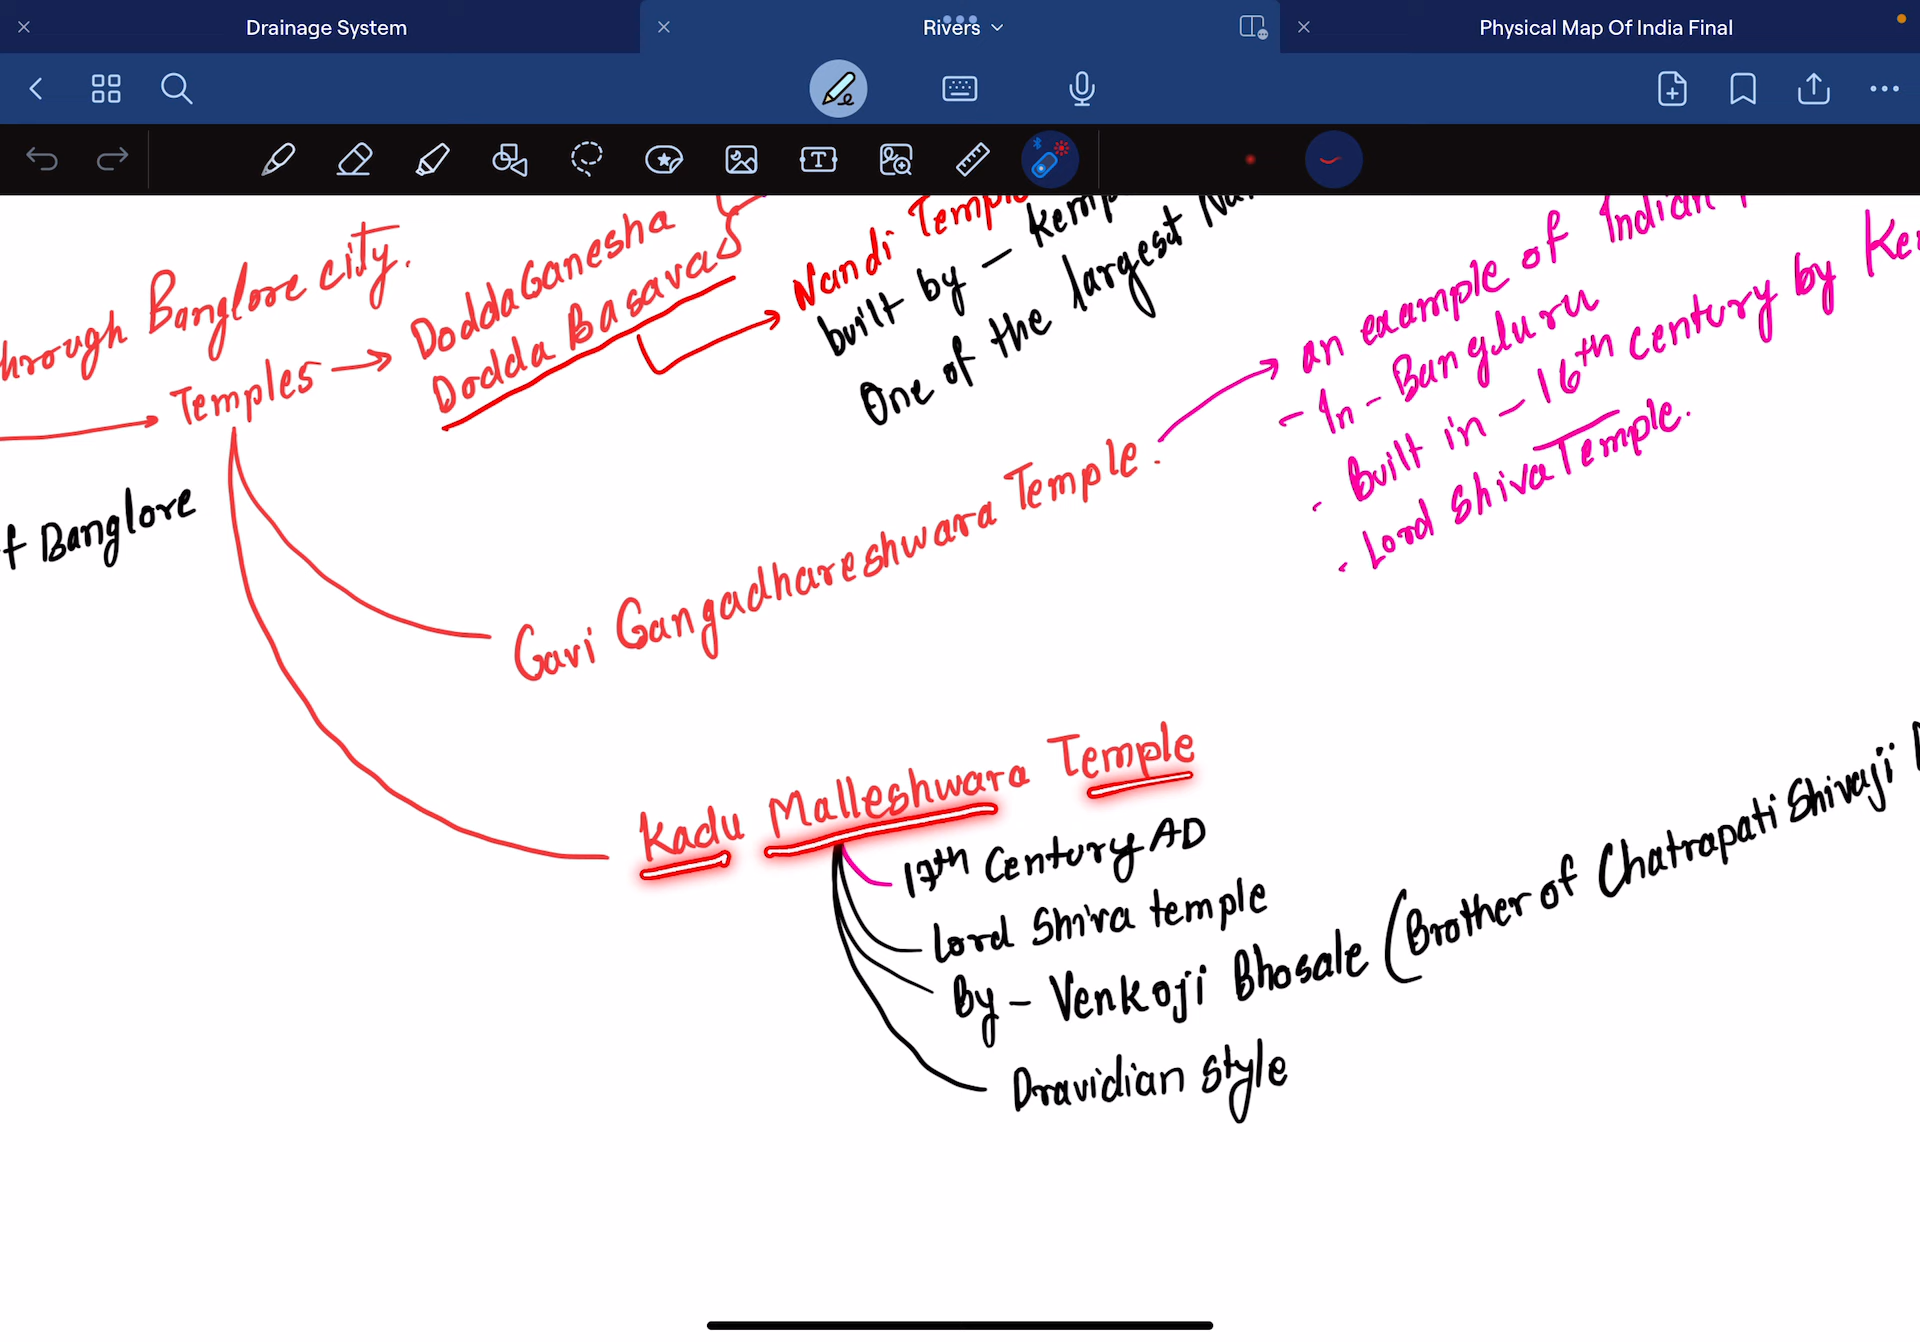 Drainage System
Rivers
Physical Map Of India Final
through Banglore city.
Temples → Dodda Ganesha
Dodda Basava
Nandi Temple
built by - Kemp
One of the largest
f Banglore
Gavi Gangadhareshwara Temple.
an example of Indian
- In - Bangluru
- Built in - 16th century by Ke
- Lord Shiva Temple.
Kadu Malleshwara Temple
17th Century AD
Lord Shiva temple
By - Venkoji Bhosale (Brother of Chatrapati Shivaji
Dravidian style